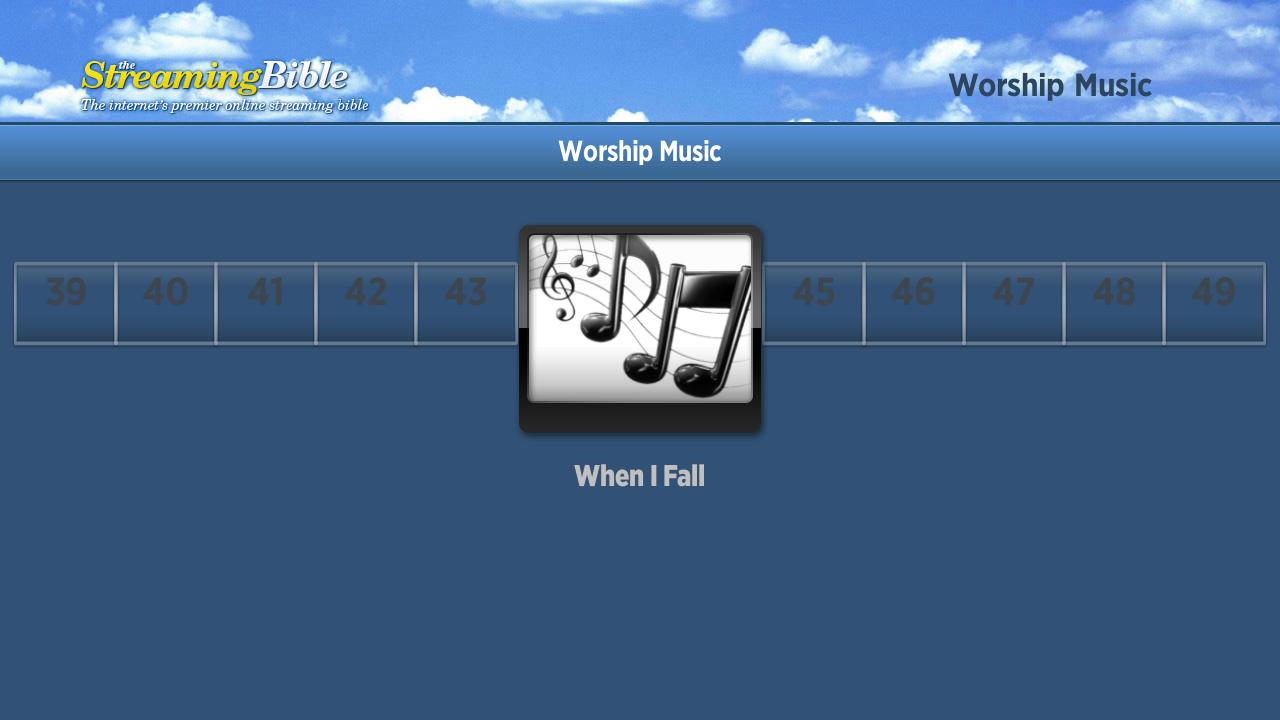 the
StreamingBible
The internet's premier online streaming bible
Worship Music
Worship Music
39 40 41 42 43 45 46 47 48 49
When I Fall